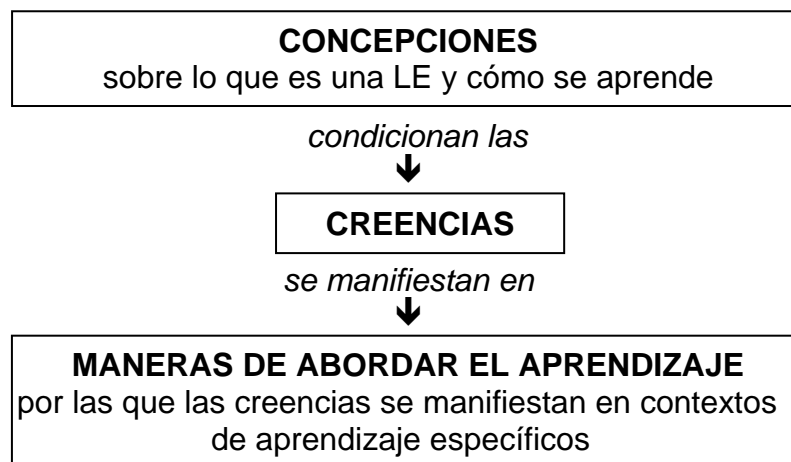 CONCEPCIONES
sobre lo que es una LE y cómo se aprende
condicionan las
CREENCIAS
se manifiestan en
MANERAS DE ABORDAR EL APRENDIZAJE
por las que las creencias se manifiestan en contextos
de aprendizaje específicos